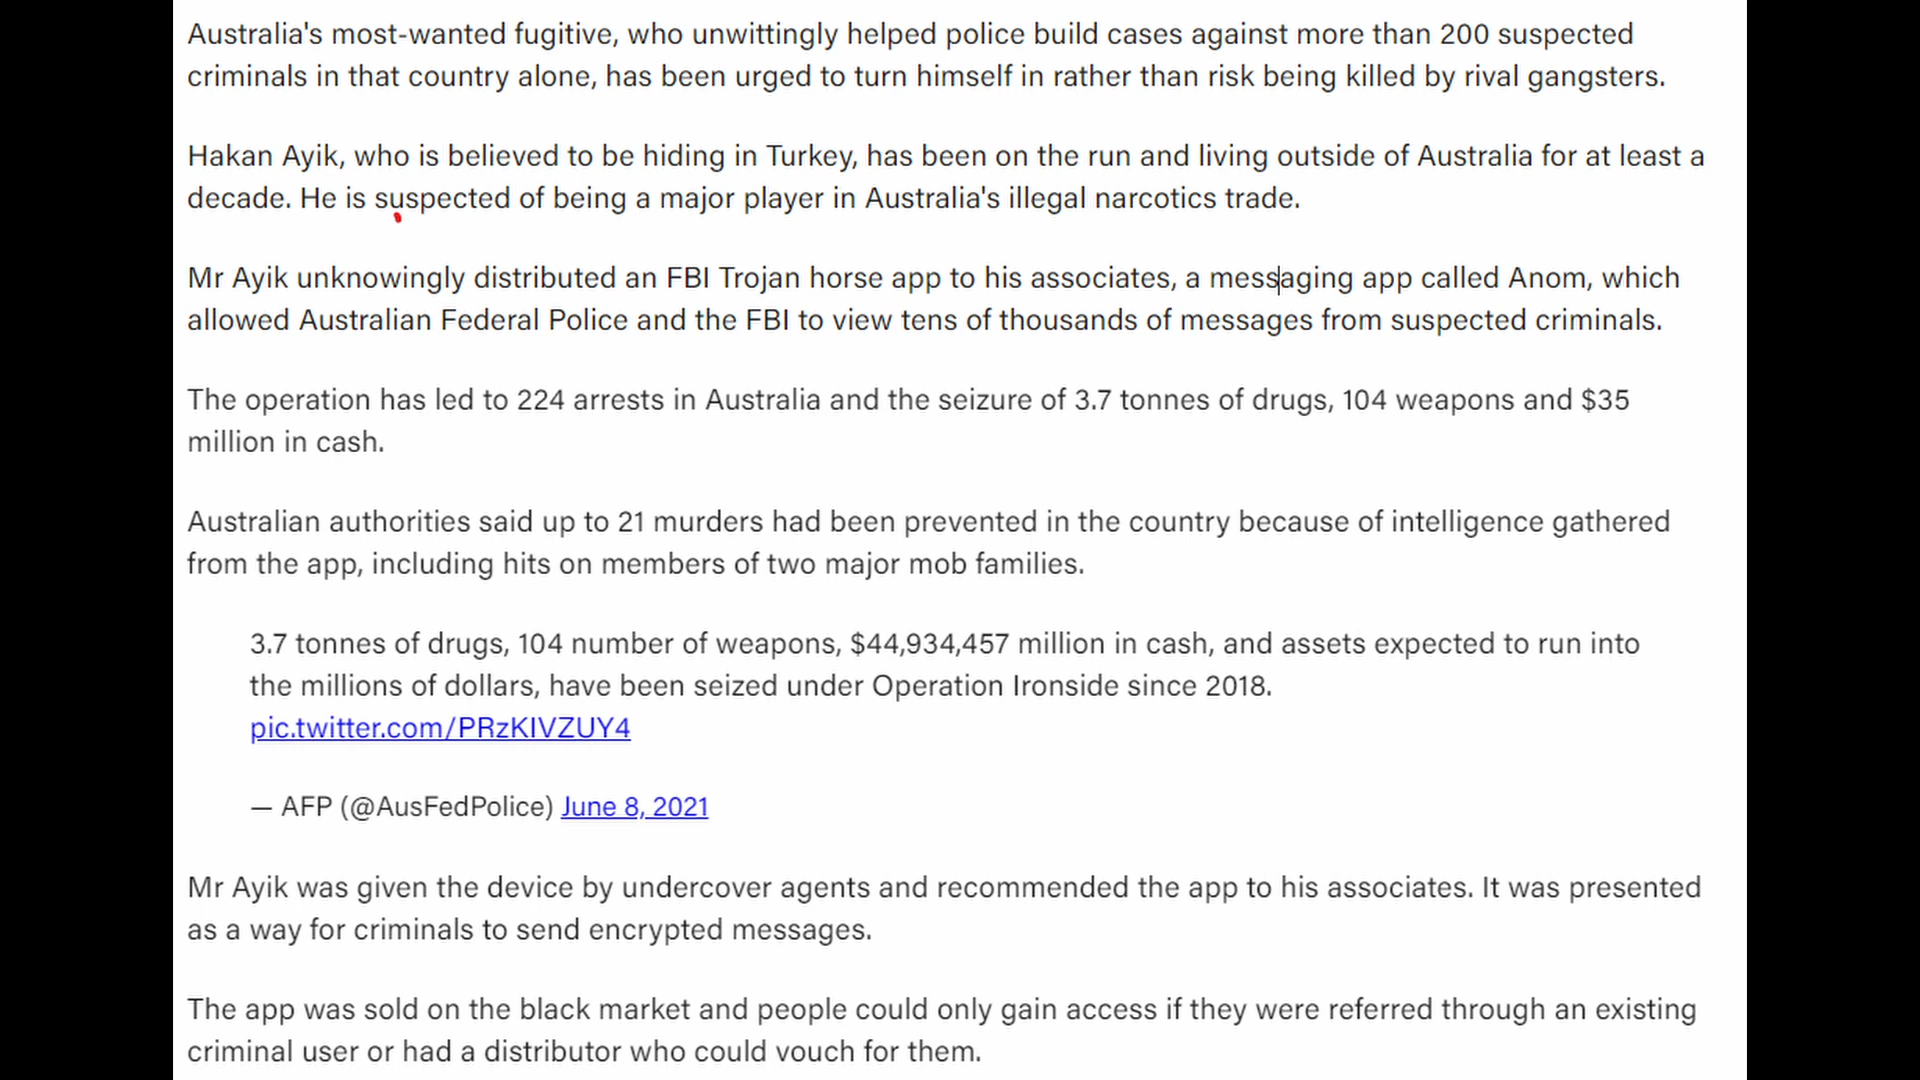 Australia's most-wanted fugitive, who unwittingly helped police build cases against more than 200 suspected
criminals in that country alone, has been urged to turn himself in rather than risk being killed by rival gangsters.
Hakan Ayik, who is believed to be hiding in Turkey, has been on the run and living outside of Australia for at least a
decade. He is suspected of being a major player in Australia's illegal narcotics trade.
Mr Ayik unknowingly distributed an FBI Trojan horse app to his associates, a messaging app called Anom, which
allowed Australian Federal Police and the FBI to view tens of thousands of messages from suspected criminals.
The operation has led to 224 arrests in Australia and the seizure of 3.7 tonnes of drugs, 104 weapons and $35
million in cash.
Australian authorities said up to 21 murders had been prevented in the country because of intelligence gathered
from the app, including hits on members of two major mob families.
3.7 tonnes of drugs, 104 number of weapons, $44,934,457 million in cash, and assets expected to run into
the millions of dollars, have been seized under Operation Ironside since 2018.
pic.twitter.com/PRzKIVZUY4
— AFP (@AusFedPolice) June 8, 2021
Mr Ayik was given the device by undercover agents and recommended the app to his associates. It was presented
as a way for criminals to send encrypted messages.
The app was sold on the black market and people could only gain access if they were referred through an existing
criminal user or had a distributor who could vouch for them.